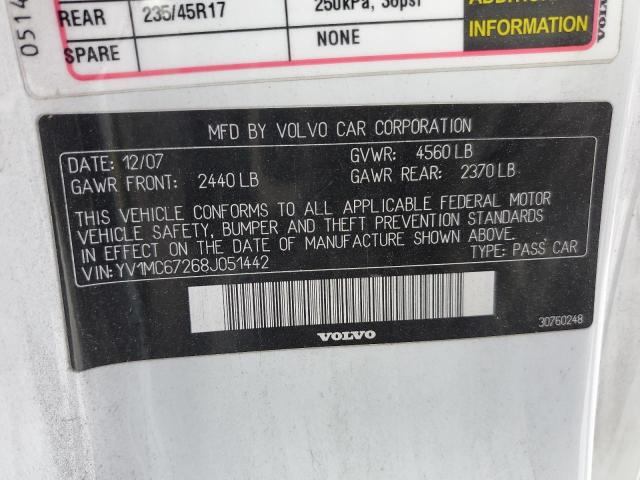 0514
REAR 235/45R17 250kPa, 36psi
SPARE NONE
INFORMATION
VOLVO
MFD BY VOLVO CAR CORPORATION
DATE: 12/07 GVWR: 4560 LB
GAWR FRONT: 2440 LB GAWR REAR: 2370 LB
THIS VEHICLE CONFORMS TO ALL APPLICABLE FEDERAL MOTOR
VEHICLE SAFETY, BUMPER AND THEFT PREVENTION STANDARDS
IN EFFECT ON THE DATE OF MANUFACTURE SHOWN ABOVE.
VIN: YV1MC67268J051442 TYPE: PASS CAR
VOLVO
30760248